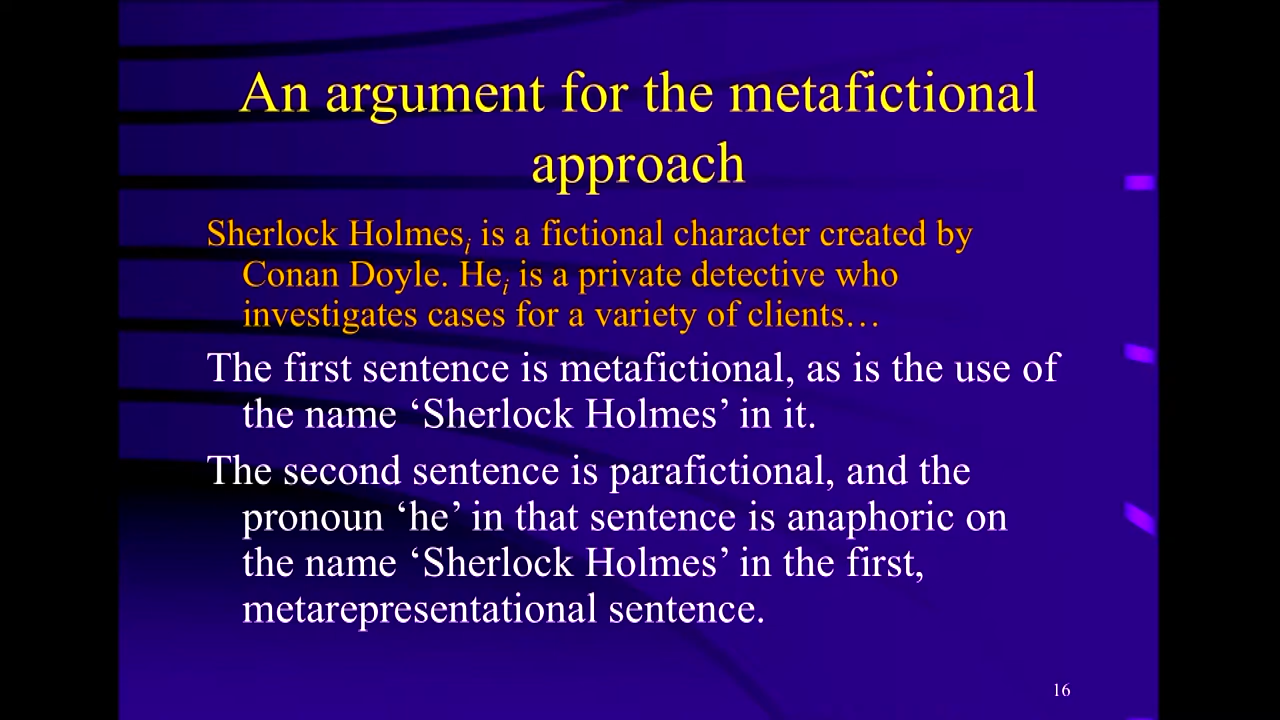 An argument for the metafictional
approach
Sherlock Holmesi is a fictional character created by
Conan Doyle. Hei is a private detective who
investigates cases for a variety of clients…
The first sentence is metafictional, as is the use of
the name ‘Sherlock Holmes’ in it.
The second sentence is parafictional, and the
pronoun ‘he’ in that sentence is anaphoric on
the name ‘Sherlock Holmes’ in the first,
metarepresentational sentence.
16